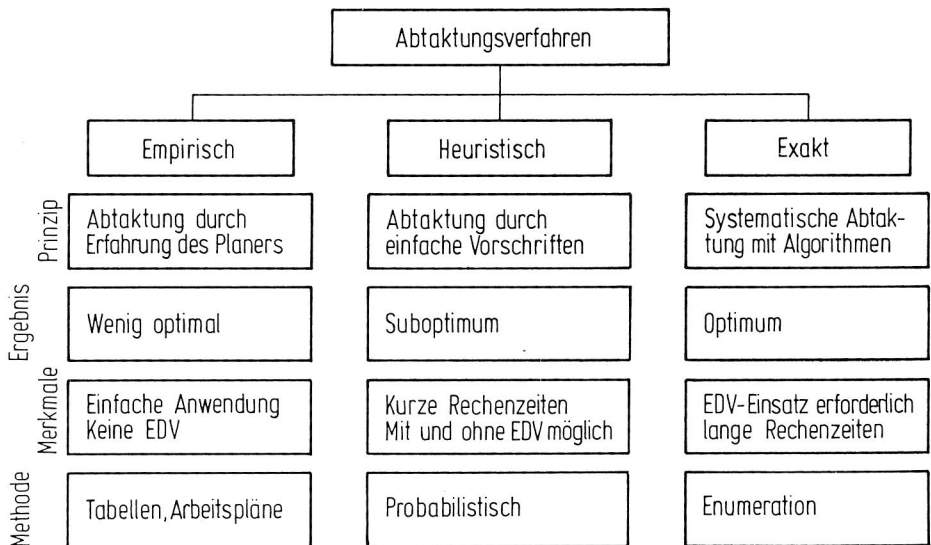 Abtaktungsverfahren
Empirisch
Heuristisch
Exakt
Prinzip
Abtaktung durch
Erfahrung des Planers
Abtaktung durch
einfache Vorschriften
Systematische Abtak-
tung mit Algorithmen
Ergebnis
Wenig optimal
Suboptimum
Optimum
Merkmale
Einfache Anwendung
Keine EDV
Kurze Rechenzeiten
Mit und ohne EDV möglich
EDV-Einsatz erforderlich
lange Rechenzeiten
Methode
Tabellen, Arbeitspläne
Probabilistisch
Enumeration